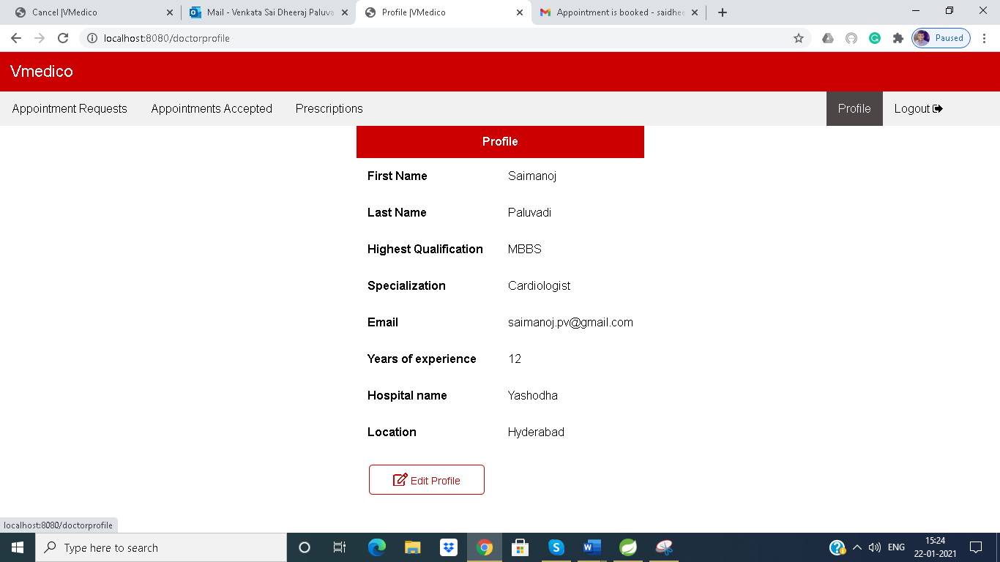 Cancel |VMedico
Mail - Venkata Sai Dheeraj Paluva
Profile |VMedico
Appointment is booked - saidhee
localhost:8080/doctorprofile
Paused
Vmedico
Appointment Requests Appointments Accepted Prescriptions Profile Logout
Profile
First Name Saimanoj
Last Name Paluvadi
Highest Qualification MBBS
Specialization Cardiologist
Email saimanoj.pv@gmail.com
Years of experience 12
Hospital name Yashodha
Location Hyderabad
Edit Profile
localhost:8080/doctorprofile
Type here to search
ENG
15:24
22-01-2021